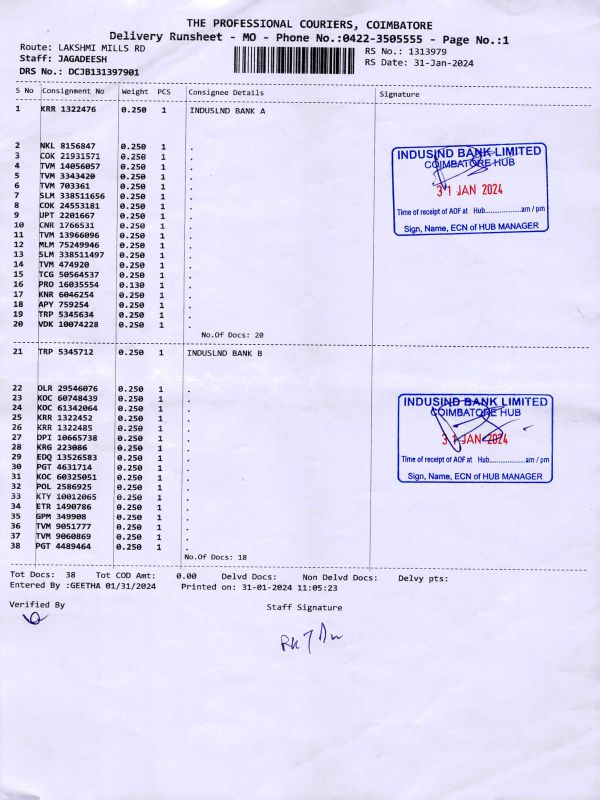 THE PROFESSIONAL COURIERS, COIMBATORE
Delivery Runsheet - MO - Phone No.:0422-3505555 - Page No.:1
Route: LAKSHMI MILLS RD RS No.: 1313979
Staff: JAGADEESH RS Date: 31-Jan-2024
DRS No.: DCJB131397901
S No Consignment No Weight PCS Consignee Details Signature
1 KRR 1322476 0.250 1 INDUSLND BANK A
2 NKL 8156847 0.250 1 .
3 COK 21931571 0.250 1 .
4 TVM 14056057 0.250 1 .
5 TVM 3343420 0.250 1 .
6 TVM 703361 0.250 1 .
7 SLM 338511656 0.250 1 .
8 COK 24553181 0.250 1 .
9 UPT 2201667 0.250 1 .
10 CNR 1766531 0.250 1 .
11 TVM 13966096 0.250 1 .
12 MLM 75249946 0.250 1 .
13 SLM 338511497 0.250 1 .
14 TVM 474920 0.250 1 .
15 TCG 50564537 0.250 1 .
16 PRO 16035554 0.130 1 .
17 KNR 6046254 0.250 1 .
18 APY 759254 0.250 1 .
19 TRP 5345634 0.250 1 .
20 VDK 10074228 0.250 1 .
No.Of Docs: 20
INDUSIND BANK LIMITED
COIMBATORE HUB
31 JAN 2024
Time of receipt of AOF at Hub....................am / pm
Sign, Name, ECN of HUB MANAGER
21 TRP 5345712 0.250 1 INDUSLND BANK B
22 DLR 29546076 0.250 1 .
23 KOC 60748439 0.250 1 .
24 KOC 61342064 0.250 1 .
25 KRR 1322452 0.250 1 .
26 KRR 1322485 0.250 1 .
27 DPI 10665738 0.250 1 .
28 KRG 223086 0.250 1 .
29 EDQ 13526583 0.250 1 .
30 PGT 4631714 0.250 1 .
31 KOC 60325051 0.250 1 .
32 POL 2586925 0.250 1 .
33 KTY 10012065 0.250 1 .
34 ETR 1490786 0.250 1 .
35 GPM 349908 0.250 1 .
36 TVM 9051777 0.250 1 .
37 TVM 9060869 0.250 1 .
38 PGT 4489464 0.250 1 .
No.Of Docs: 18
INDUSIND BANK LIMITED
COIMBATORE HUB
31 JAN 2024
Time of receipt of AOF at Hub....................am / pm
Sign, Name, ECN of HUB MANAGER
Tot Docs: 38 Tot COD Amt: 0.00 Delvd Docs: Non Delvd Docs: Delvy pts:
Entered By :GEETHA 01/31/2024 Printed on: 31-01-2024 11:05:23
Verified By Staff Signature